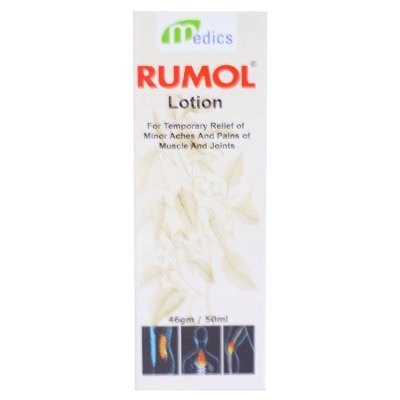 medics
RUMOL®
Lotion
For Temporary Relief of
Minor Aches And Pains of
Muscle And Joints
46gm / 50ml